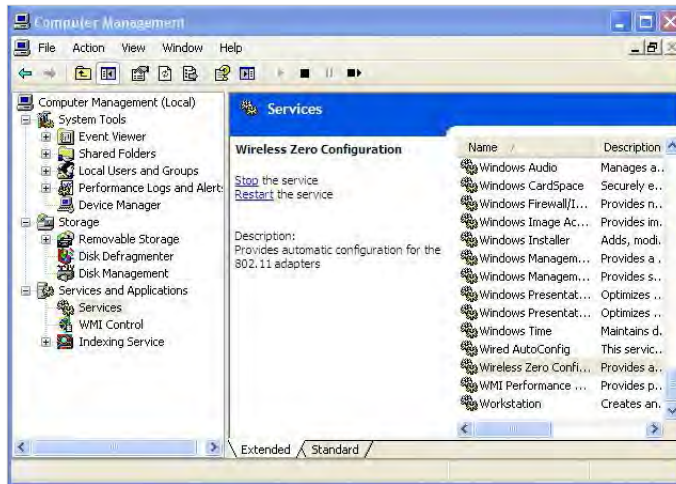 Computer Management
File Action View Window Help
Computer Management (Local)
System Tools
Event Viewer
Shared Folders
Local Users and Groups
Performance Logs and Alert:
Device Manager
Storage
Removable Storage
Disk Defragmenter
Disk Management
Services and Applications
Services
WMI Control
Indexing Service
Services
Wireless Zero Configuration
Stop the service
Restart the service
Description:
Provides automatic configuration for the
802.11 adapters
Name Description
Windows Audio Manages a..
Windows CardSpace Securely e..
Windows Firewall/I... Provides n..
Windows Image Ac... Provides im.
Windows Installer Adds, modi.
Windows Managem... Provides a .
Windows Managem... Provides s..
Windows Presentat... Optimizes ..
Windows Presentat... Optimizes ..
Windows Time Maintains d.
Wired AutoConfig This servic..
Wireless Zero Confi... Provides a..
WMI Performance ... Provides p..
Workstation Creates an.
Extended Standard